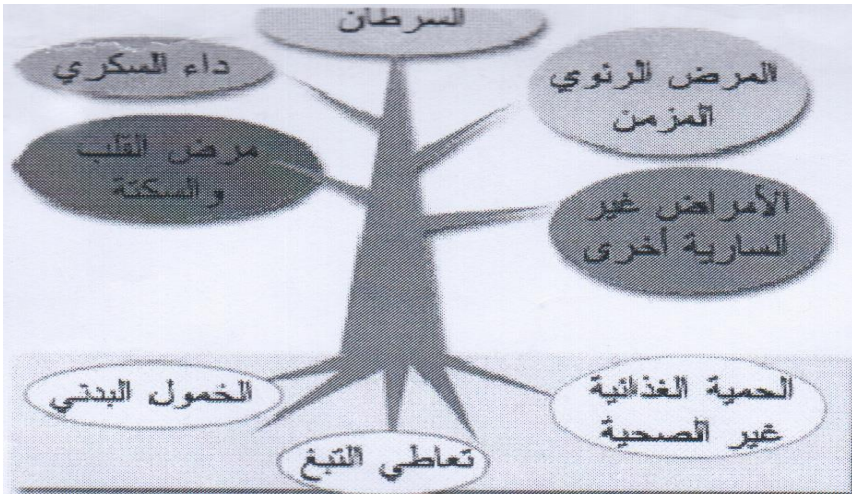 السرطان
داء السكري
المرض الرئوي
المزمن
مرض القلب
والسكتة
الأمراض غير
السارية أخرى
الخمول البدتي
الحمية الغذائية
غير الصحية
تعاطي التبغ